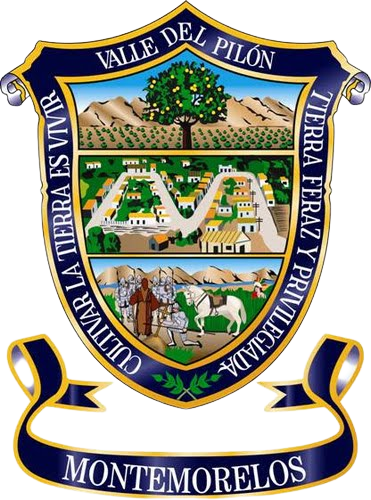 VALLE DEL PILÓN
CULTIVAR LA TIERRA ES VIVIR
TIERRA FERAZ Y PRIVILEGIADA
MONTEMORELOS